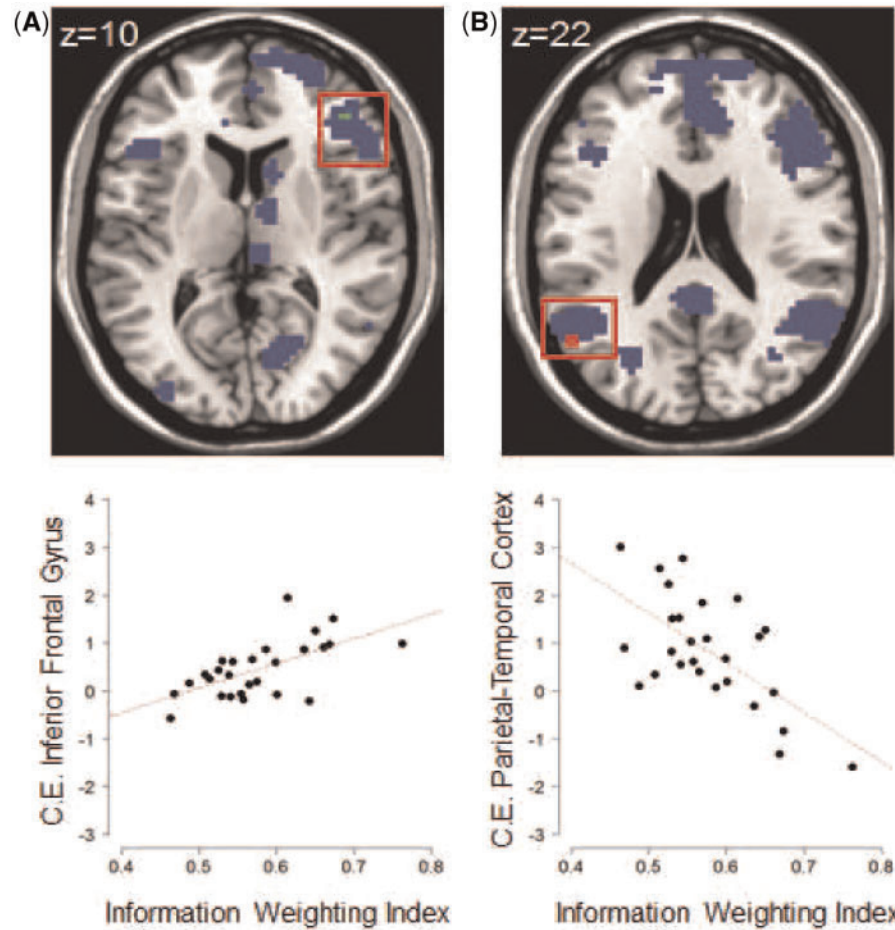 (A)
z=10
(B)
z=22
C.E. Inferior Frontal Gyrus
4
3
2
1
0
-1
-2
-3
0.4 0.5 0.6 0.7 0.8
Information Weighting Index
C.E. Parietal-Temporal Cortex
4
3
2
1
0
-1
-2
-3
0.4 0.5 0.6 0.7 0.8
Information Weighting Index